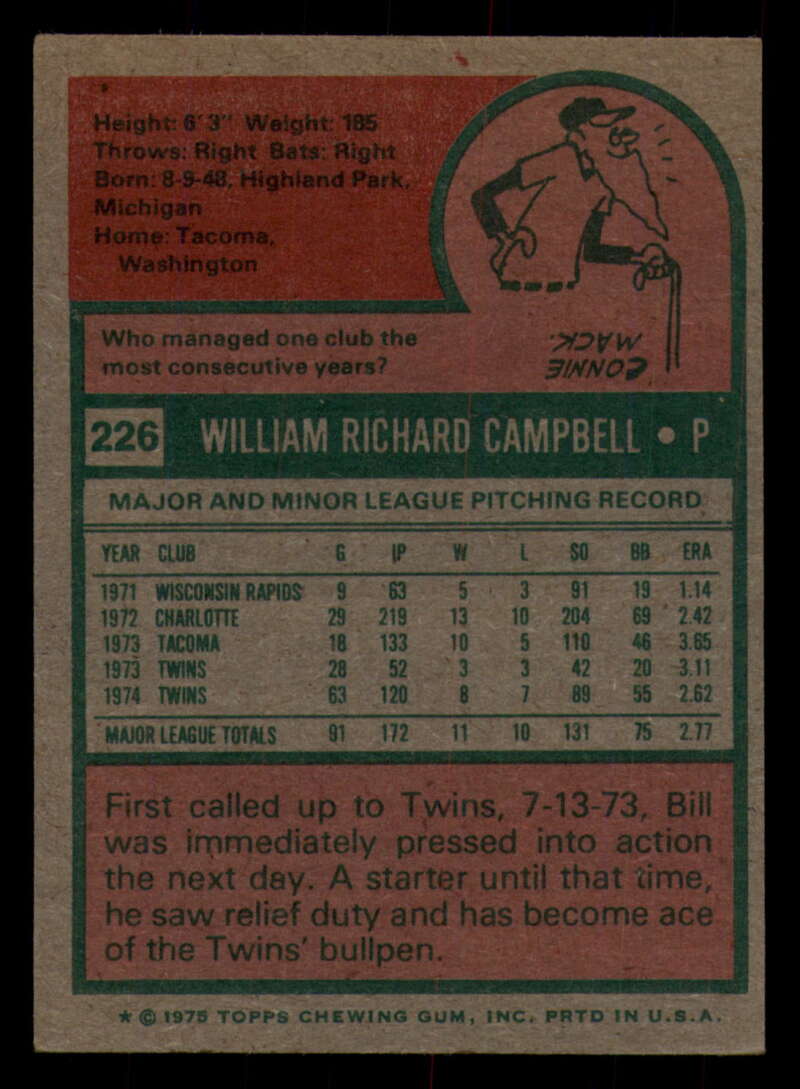 Height: 6'3" Weight: 185
Throws: Right Bats: Right
Born: 8-9-48, Highland Park,
Michigan
Home: Tacoma,
Washington
Who managed one club the
most consecutive years?
CONNIE
MACK.
226 WILLIAM RICHARD CAMPBELL • P
MAJOR AND MINOR LEAGUE PITCHING RECORD
YEAR CLUB G IP W L SO BB ERA
1971 WISCONSIN RAPIDS 9 63 5 3 91 19 1.14
1972 CHARLOTTE 29 219 13 10 204 69 2.42
1973 TACOMA 18 133 10 5 110 46 3.65
1973 TWINS 28 52 3 3 42 20 3.11
1974 TWINS 63 120 8 7 89 55 2.62
MAJOR LEAGUE TOTALS 91 172 11 10 131 75 2.77
First called up to Twins, 7-13-73, Bill
was immediately pressed into action
the next day. A starter until that time,
he saw relief duty and has become ace
of the Twins' bullpen.
* © 1975 TOPPS CHEWING GUM, INC. PRTD IN U.S.A.